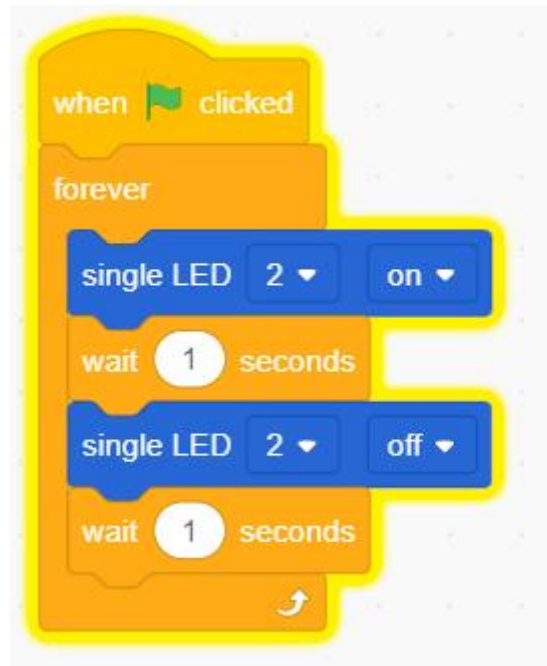 when clicked
forever
single LED 2 on
wait 1 seconds
single LED 2 off
wait 1 seconds